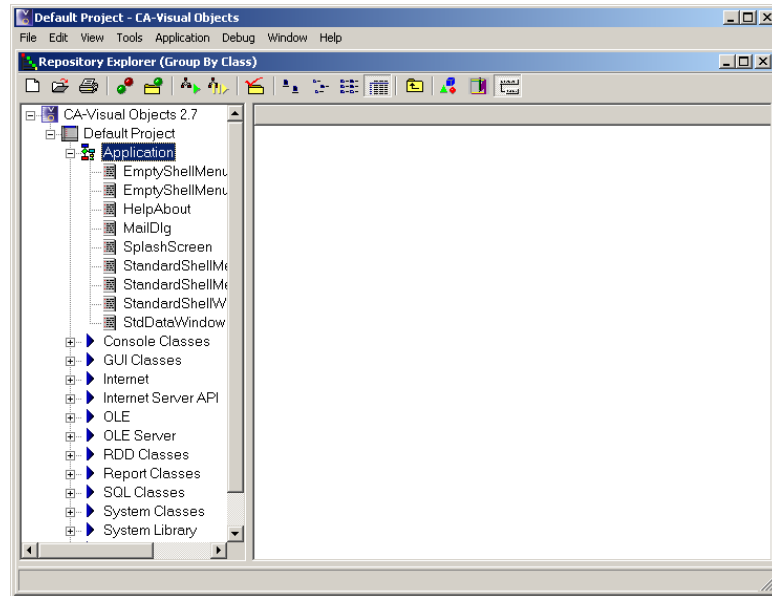 Default Project - CA-Visual Objects
File Edit View Tools Application Debug Window Help
Repository Explorer (Group By Class)
CA-Visual Objects 2.7
Default Project
Application
EmptyShellMenu
EmptyShellMenu
HelpAbout
MailDlg
SplashScreen
StandardShellMe
StandardShellMe
StandardShellW
StdDataWindow
Console Classes
GUI Classes
Internet
Internet Server API
OLE
OLE Server
RDD Classes
Report Classes
SQL Classes
System Classes
System Library